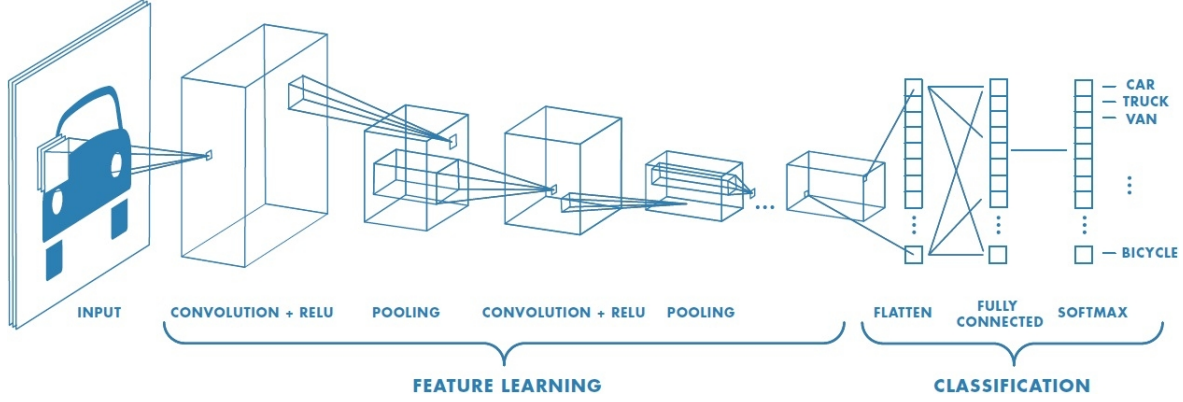 CAR
TRUCK
VAN
BICYCLE
INPUT
CONVOLUTION + RELU
POOLING
CONVOLUTION + RELU
POOLING
FLATTEN
FULLY
CONNECTED
SOFTMAX
FEATURE LEARNING
CLASSIFICATION